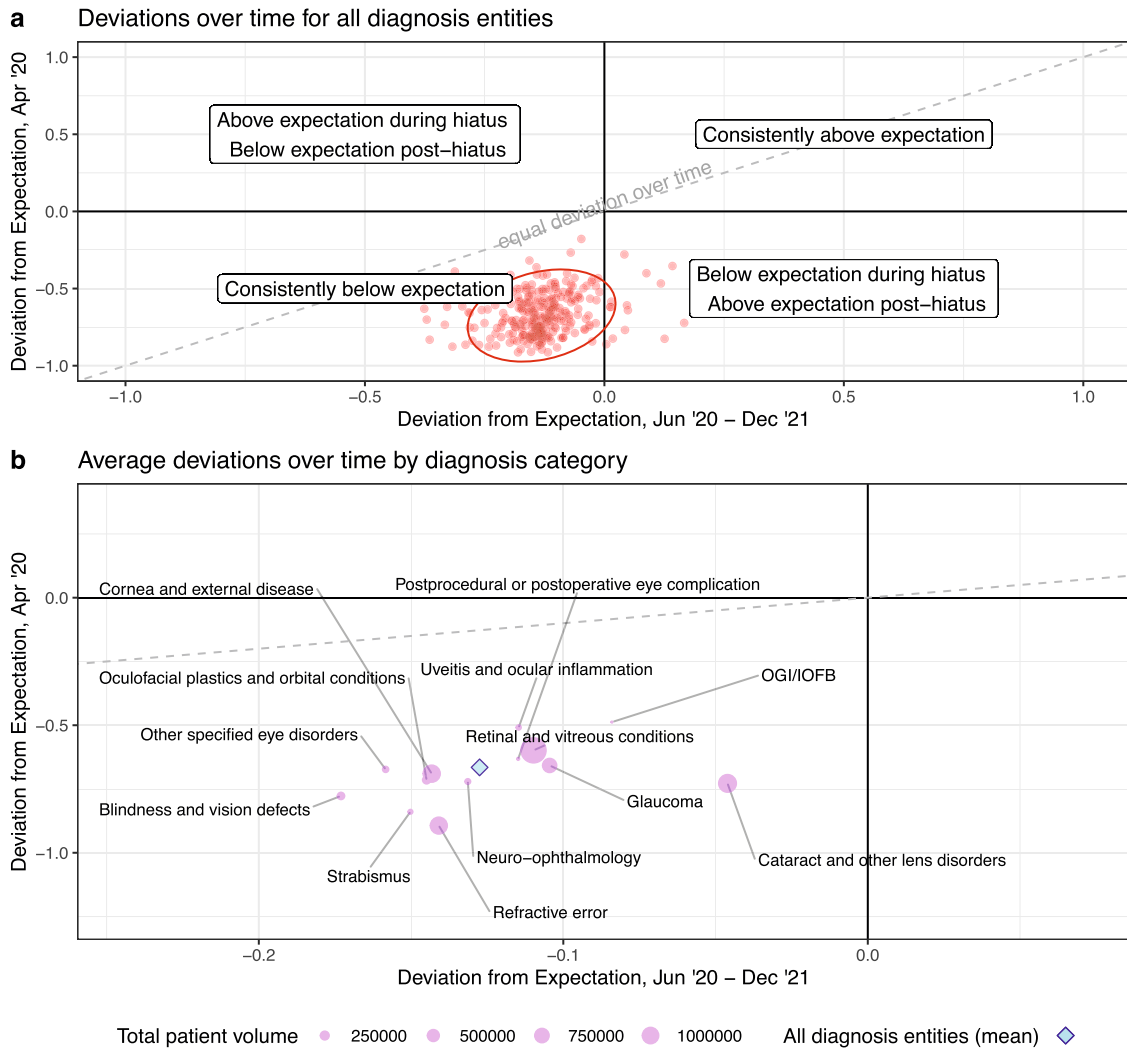 a Deviations over time for all diagnosis entities
Deviation from Expectation, Apr '20
1.0
0.5
0.0
−0.5
−1.0
Above expectation during hiatus
Below expectation post−hiatus
Consistently above expectation
equal deviation over time
Consistently below expectation
Below expectation during hiatus
Above expectation post−hiatus
−1.0 −0.5 0.0 0.5 1.0
Deviation from Expectation, Jun '20 − Dec '21
b Average deviations over time by diagnosis category
Deviation from Expectation, Apr '20
0.0
−0.5
−1.0
Cornea and external disease
Postprocedural or postoperative eye complication
Uveitis and ocular inflammation
OGI/IOFB
Oculofacial plastics and orbital conditions
Other specified eye disorders
Retinal and vitreous conditions
Blindness and vision defects
Glaucoma
Strabismus
Neuro−ophthalmology
Cataract and other lens disorders
Refractive error
−0.2 −0.1 0.0
Deviation from Expectation, Jun '20 − Dec '21
Total patient volume 250000 500000 750000 1000000 All diagnosis entities (mean)